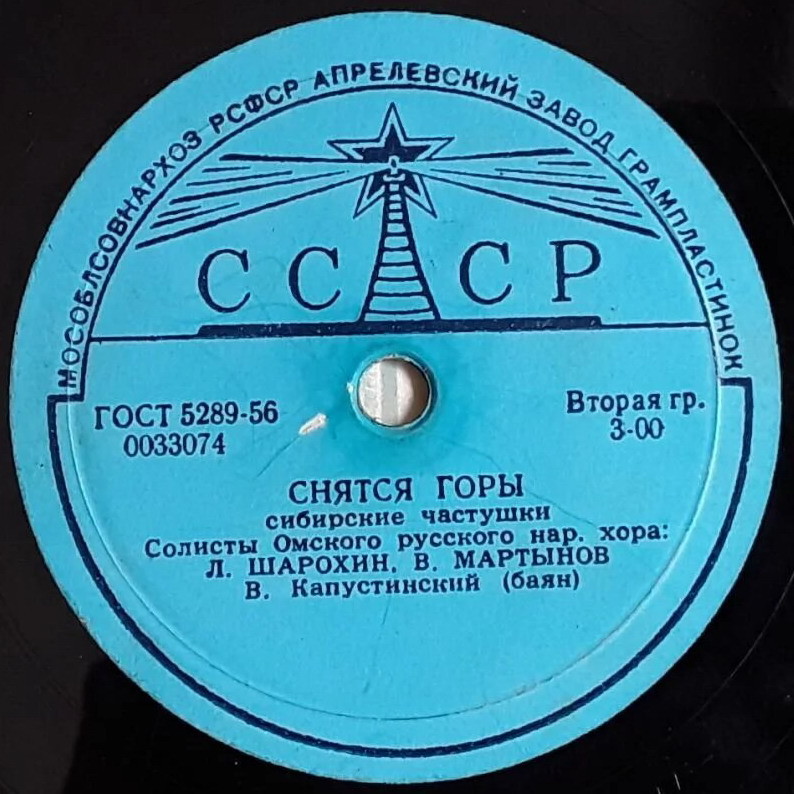 МОСОБЛСОВНАРХОЗ РСФСР АПРЕЛЕВСКИЙ ЗАВОД ГРАМПЛАСТИНОК
СССР
ГОСТ 5289-56
0033074
Вторая гр.
3-00
СНЯТСЯ ГОРЫ
сибирские частушки
Солисты Омского русского нар. хора:
Л. ШАРОХИН, В. МАРТЫНОВ
В. Капустинский (баян)